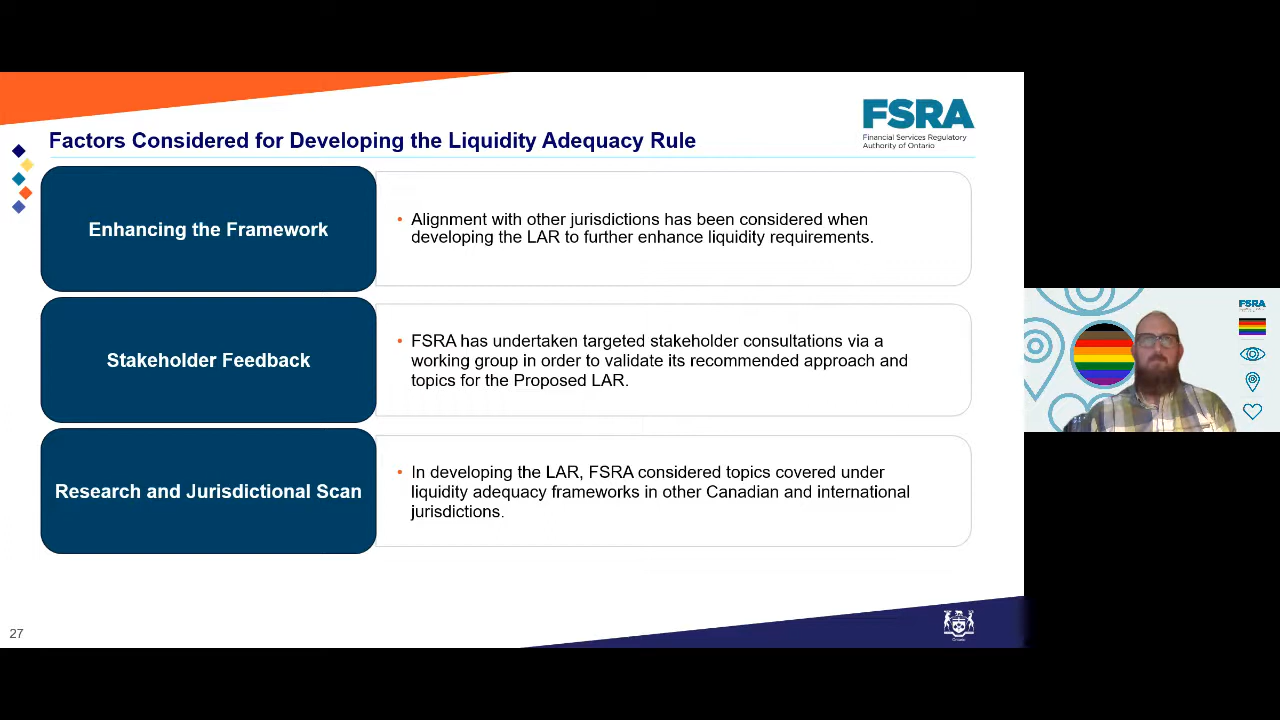 FSRA
Financial Services Regulatory
Authority of Ontario
Factors Considered for Developing the Liquidity Adequacy Rule
Enhancing the Framework
• Alignment with other jurisdictions has been considered when
developing the LAR to further enhance liquidity requirements.
Stakeholder Feedback
• FSRA has undertaken targeted stakeholder consultations via a
working group in order to validate its recommended approach and
topics for the Proposed LAR.
Research and Jurisdictional Scan
• In developing the LAR, FSRA considered topics covered under
liquidity adequacy frameworks in other Canadian and international
jurisdictions.
27
Ontario
FSRA